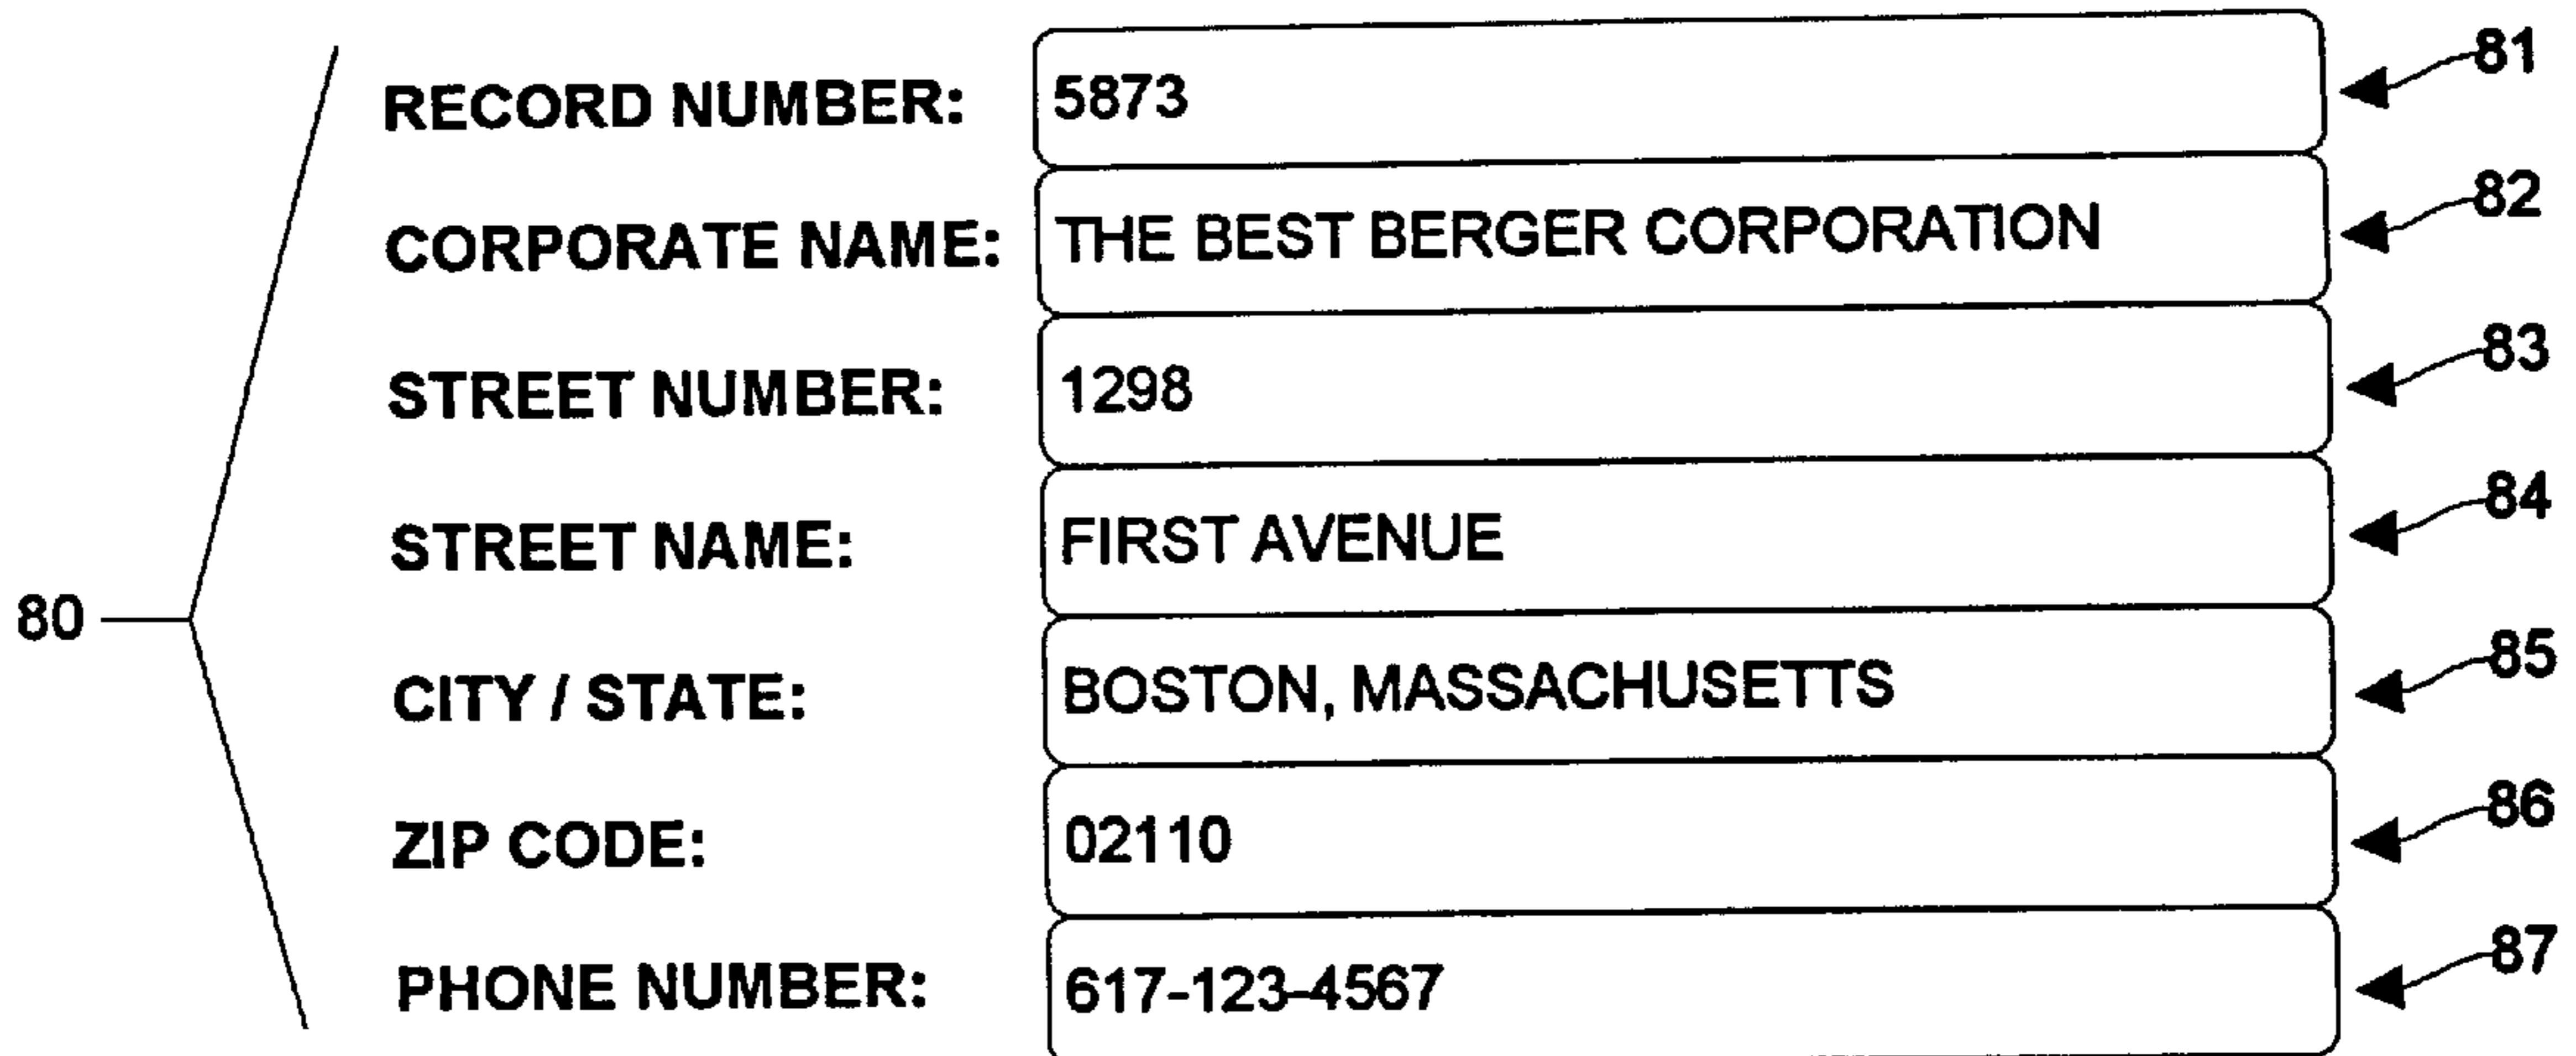 RECORD NUMBER: 5873 81
CORPORATE NAME: THE BEST BERGER CORPORATION 82
STREET NUMBER: 1298 83
STREET NAME: FIRST AVENUE 84
80
CITY / STATE: BOSTON, MASSACHUSETTS 85
ZIP CODE: 02110 86
PHONE NUMBER: 617-123-4567 87